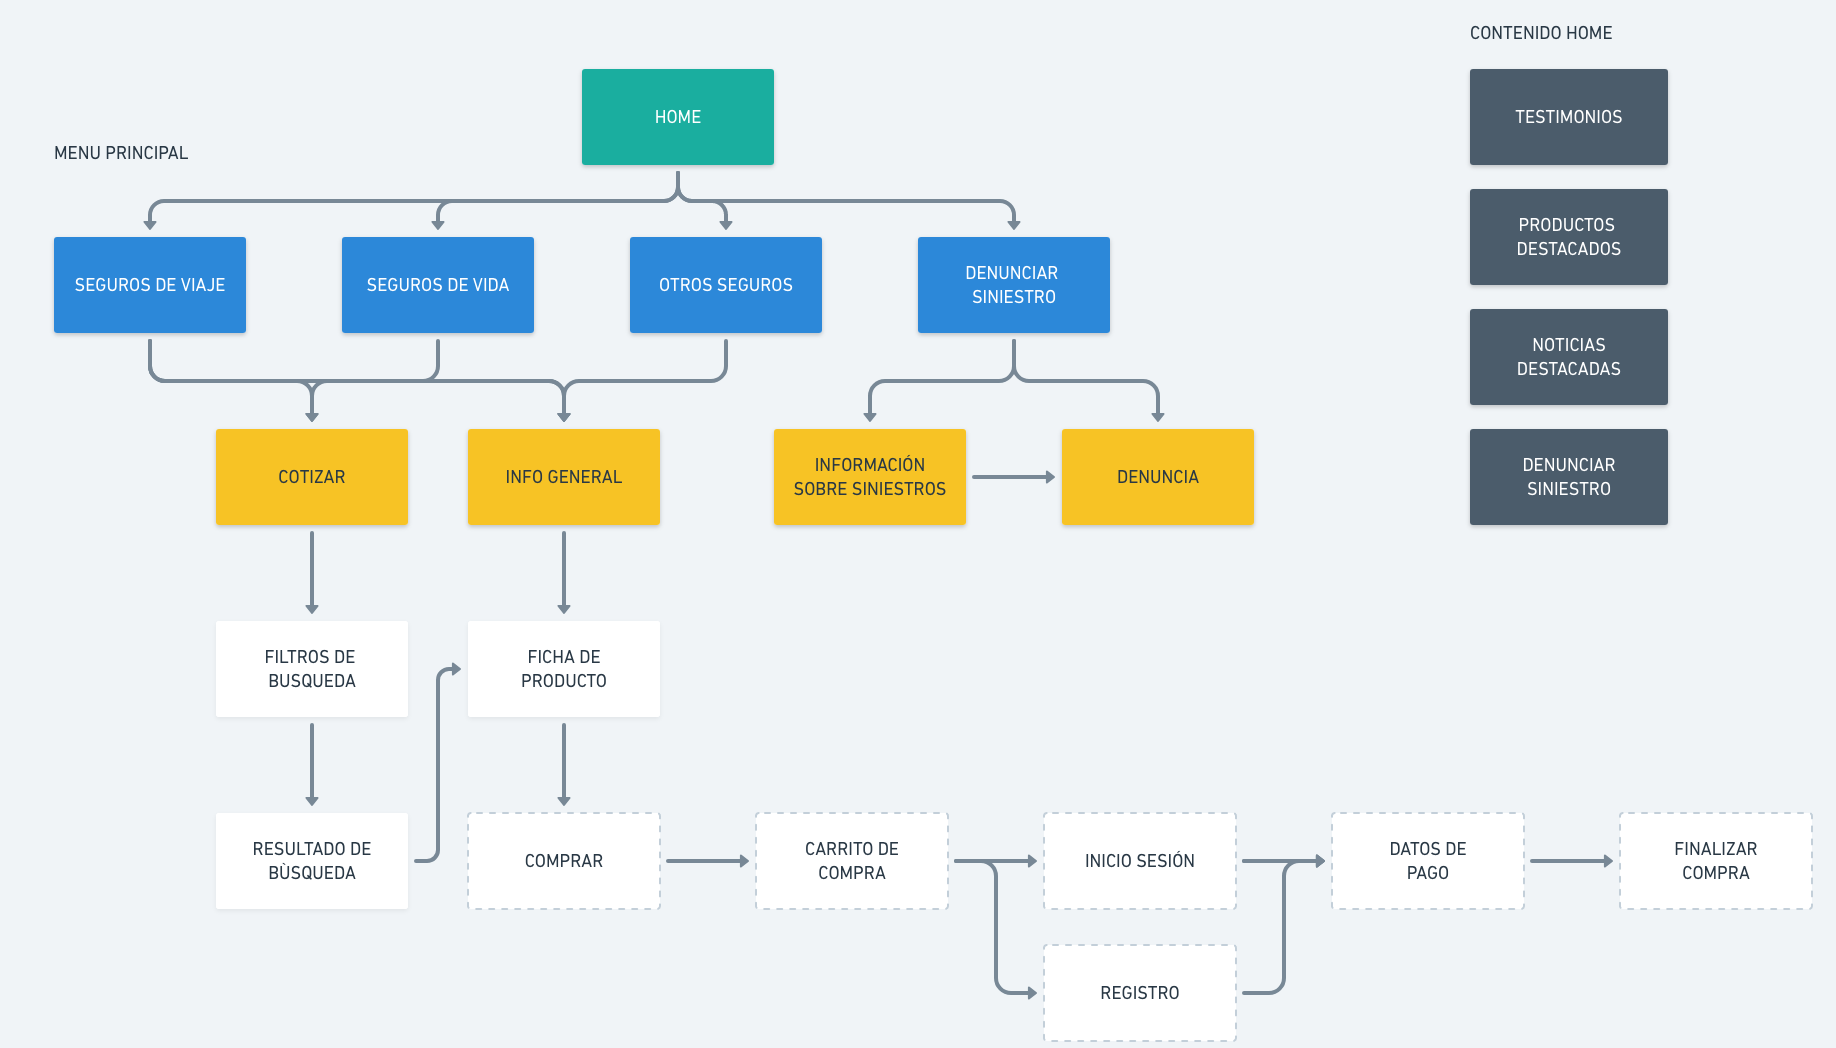 CONTENIDO HOME
HOME
TESTIMONIOS
MENU PRINCIPAL
PRODUCTOS
DESTACADOS
SEGUROS DE VIAJE
SEGUROS DE VIDA
OTROS SEGUROS
DENUNCIAR
SINIESTRO
NOTICIAS
DESTACADAS
COTIZAR
INFO GENERAL
INFORMACIÓN
SOBRE SINIESTROS
DENUNCIA
DENUNCIAR
SINIESTRO
FILTROS DE
BUSQUEDA
FICHA DE
PRODUCTO
RESULTADO DE
BÙSQUEDA
COMPRAR
CARRITO DE
COMPRA
INICIO SESIÓN
DATOS DE
PAGO
FINALIZAR
COMPRA
REGISTRO